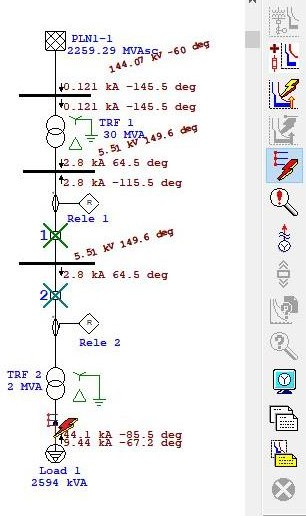 PLN1-1
2259.29 MVAsc
144.07 kV -60 deg
0.121 kA -145.5 deg
0.121 kA -145.5 deg
TRF 1
30 MVA
5.51 kV 149.6 deg
2.8 kA 64.5 deg
2.8 kA -115.5 deg
R
Rele 1
1
5.51 kV 149.6 deg
2.8 kA 64.5 deg
2
R
Rele 2
TRF 2
2 MVA
44.1 kA -85.5 deg
9.44 kA -67.2 deg
Load 1
2594 kVA